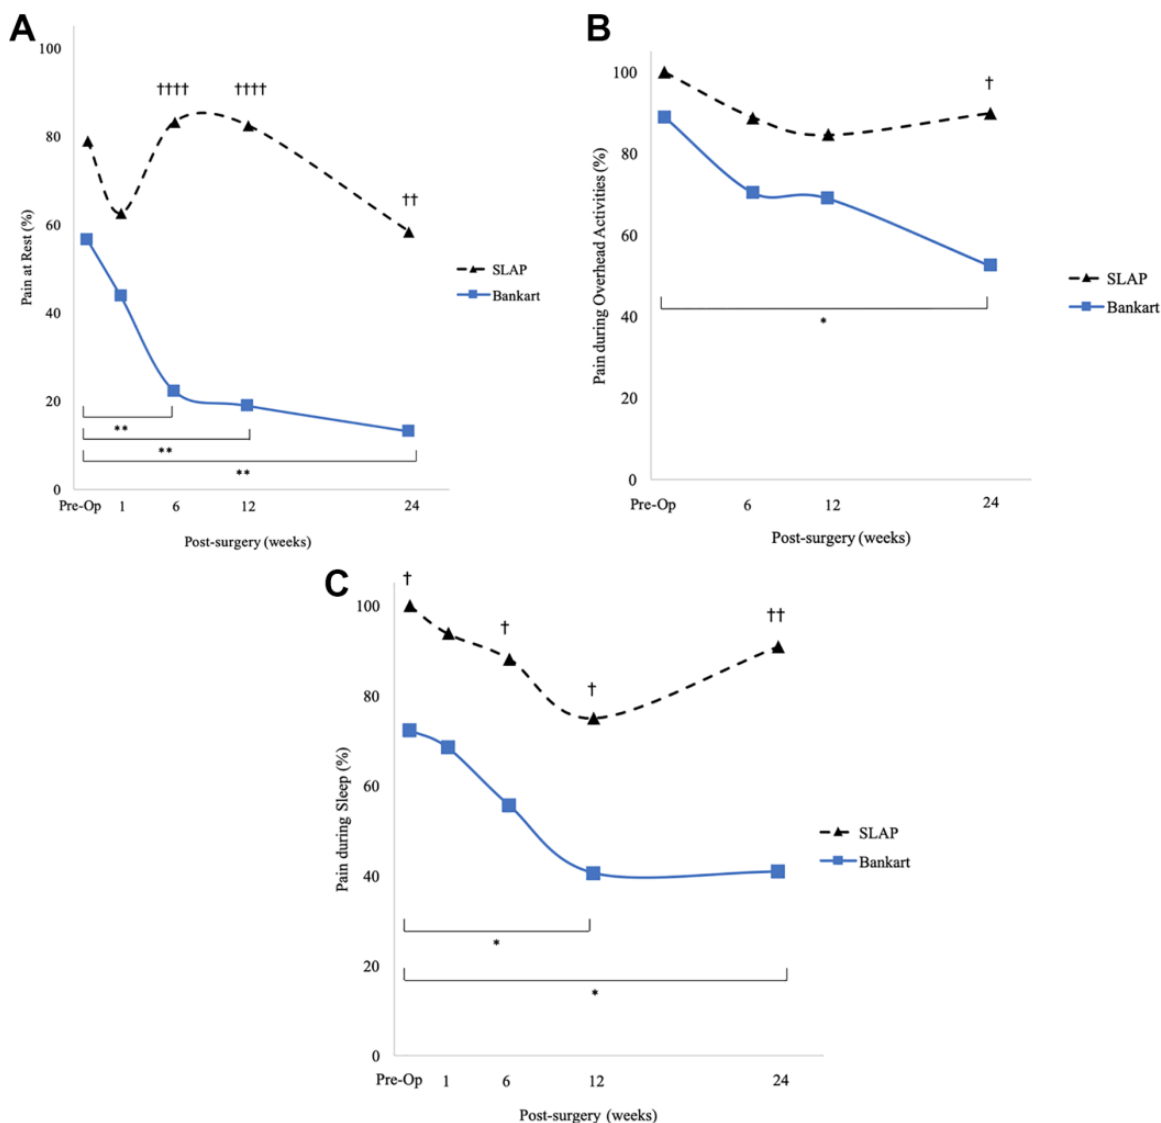 A
100
80
60
40
20
0
Pain at Rest (%)
††††
††††
††
**
**
**
Pre-Op 1 6 12 24
Post-surgery (weeks)
SLAP
Bankart
B
100
80
60
40
20
0
Pain during Overhead Activities (%)
†
*
Pre-Op 6 12 24
Post-surgery (weeks)
SLAP
Bankart
C
100
80
60
40
20
0
Pain during Sleep (%)
†
†
†
††
*
*
Pre-Op 1 6 12 24
Post-surgery (weeks)
SLAP
Bankart